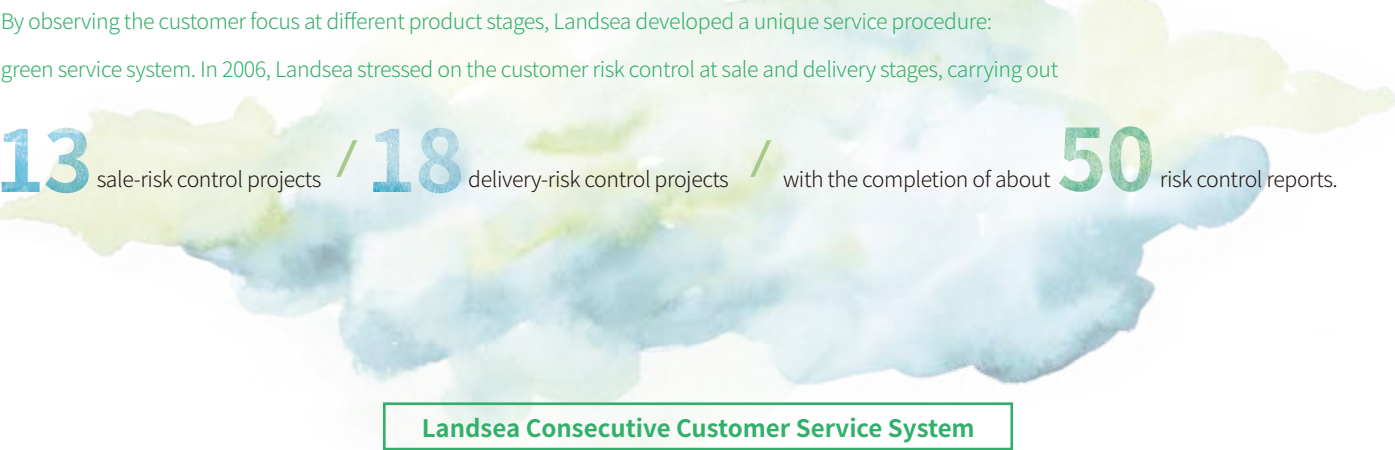 By observing the customer focus at different product stages, Landsea developed a unique service procedure:
green service system. In 2006, Landsea stressed on the customer risk control at sale and delivery stages, carrying out
13 sale-risk control projects / 18 delivery-risk control projects / with the completion of about 50 risk control reports.
Landsea Consecutive Customer Service System